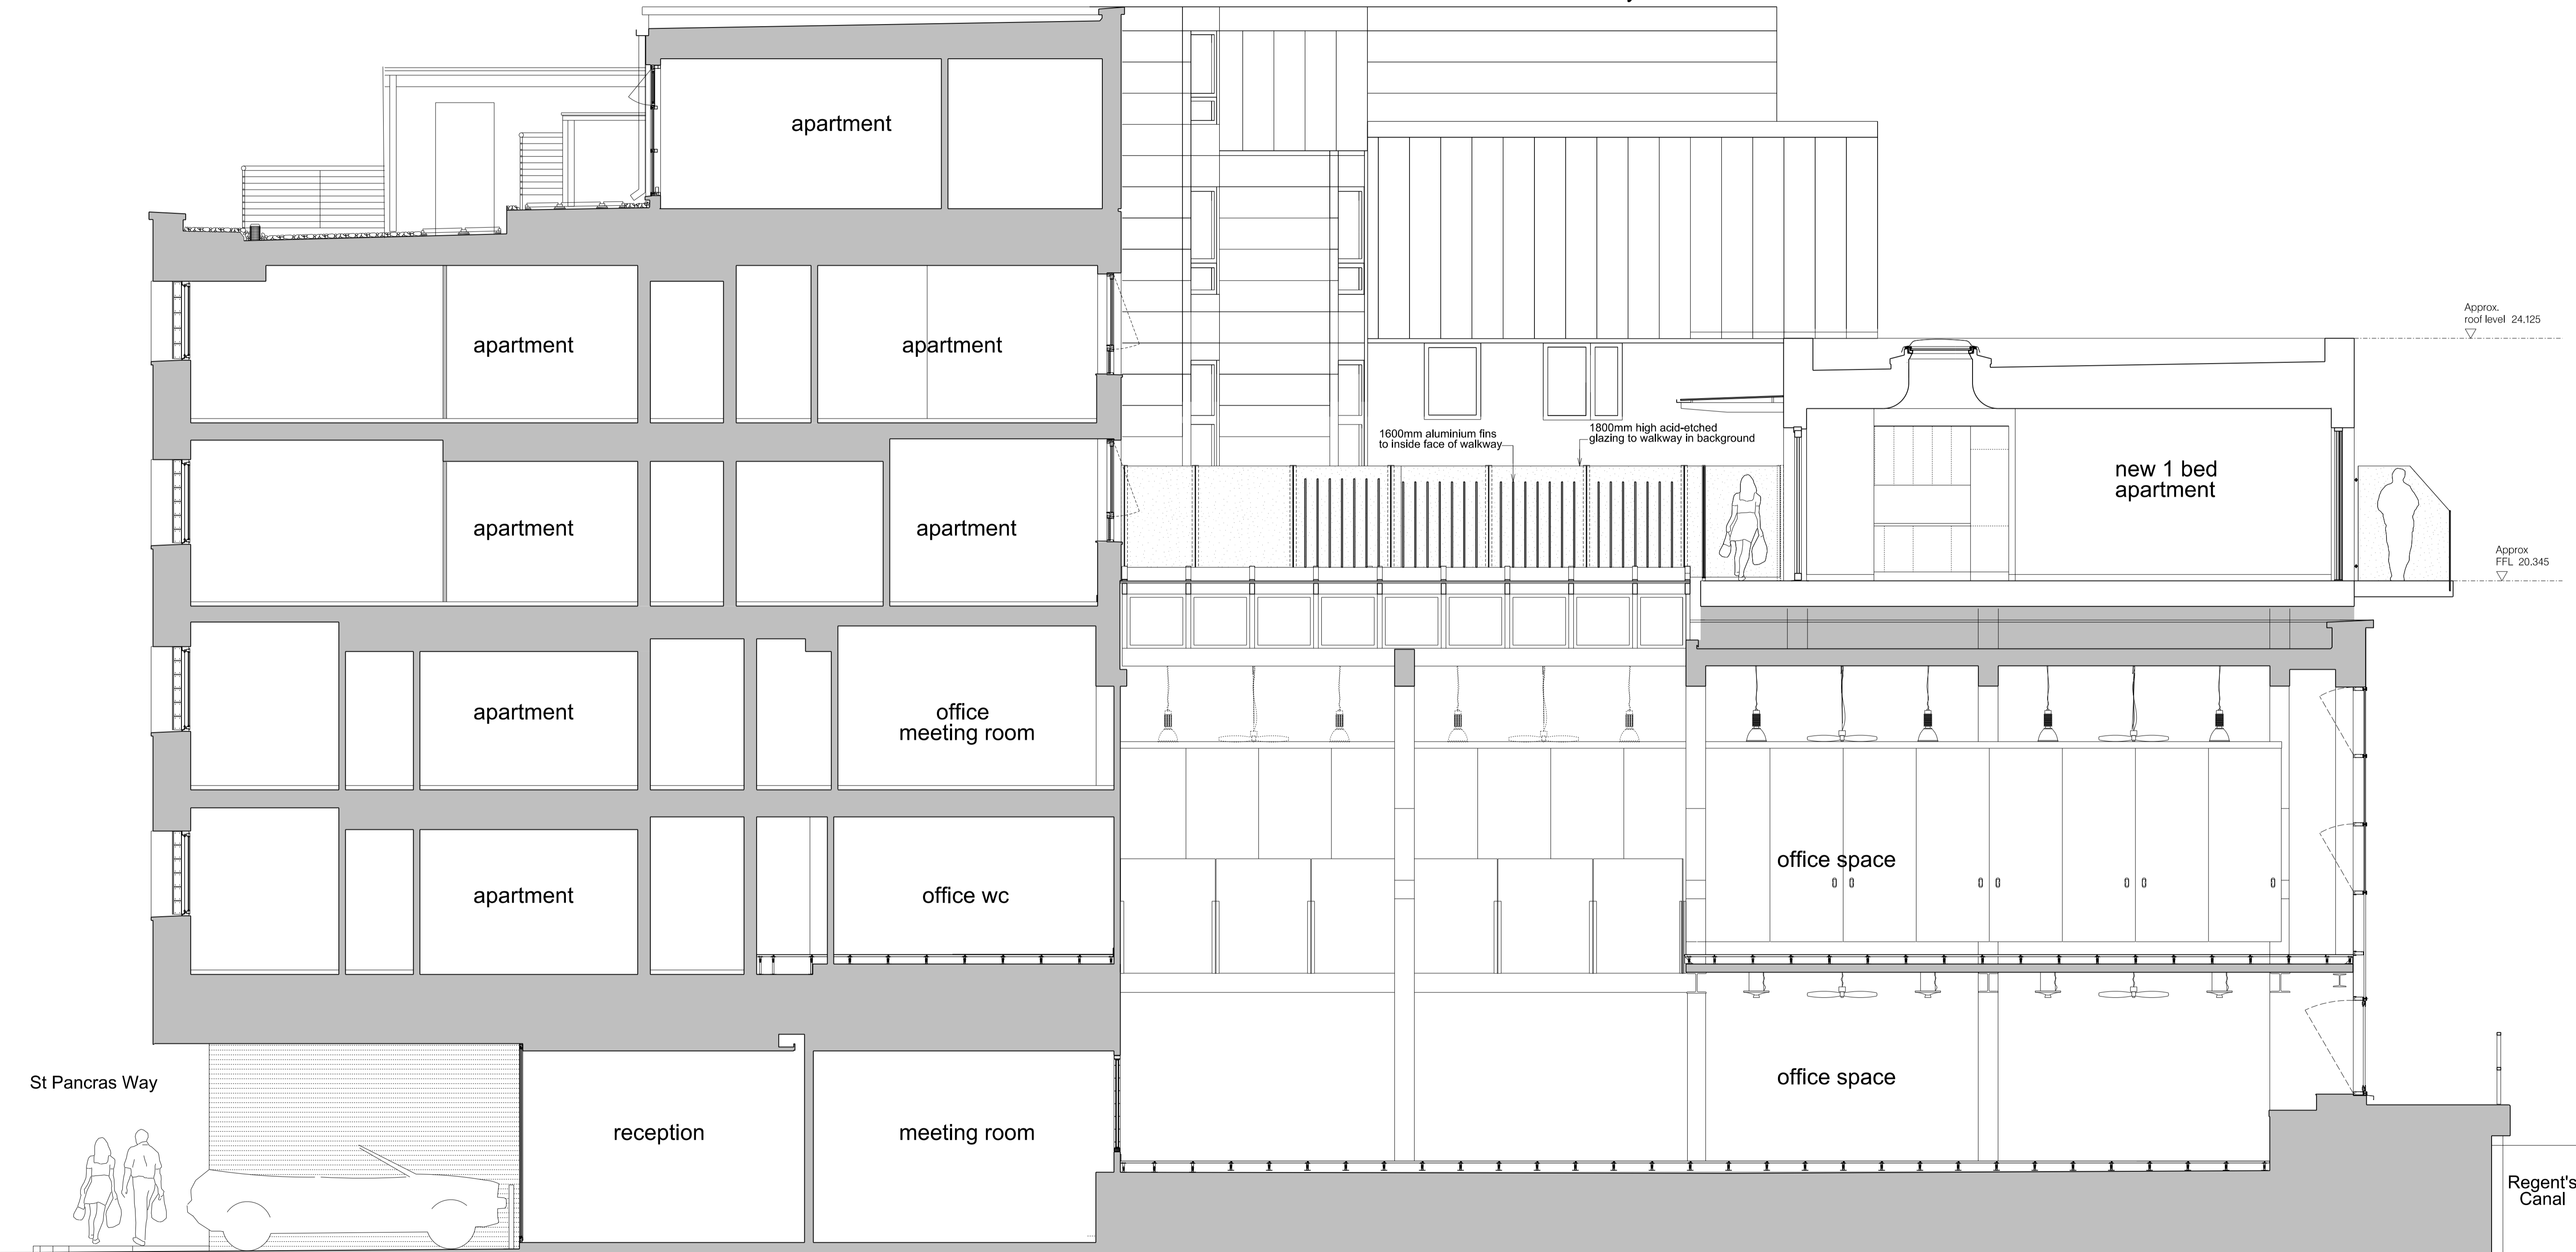 apartment
Approx.
roof level 24.125
apartment
apartment
1600mm aluminium fins
to inside face of walkway
1800mm high acid-etched
glazing to walkway in background
new 1 bed
apartment
apartment
apartment
Approx
FFL 20.345
apartment
office
meeting room
apartment
office wc
office space
St Pancras Way
office space
reception
meeting room
Regent's
Canal